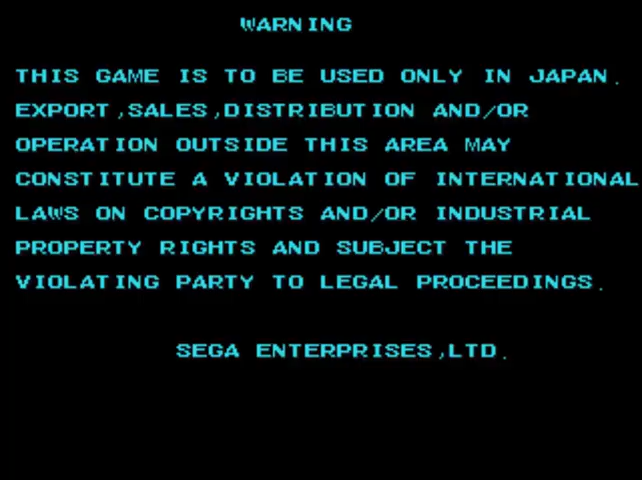 WARNING
THIS GAME IS TO BE USED ONLY IN JAPAN.
EXPORT,SALES,DISTRIBUTION AND/OR
OPERATION OUTSIDE THIS AREA MAY
CONSTITUTE A VIOLATION OF INTERNATIONAL
LAWS ON COPYRIGHTS AND/OR INDUSTRIAL
PROPERTY RIGHTS AND SUBJECT THE
VIOLATING PARTY TO LEGAL PROCEEDINGS.
SEGA ENTERPRISES,LTD.